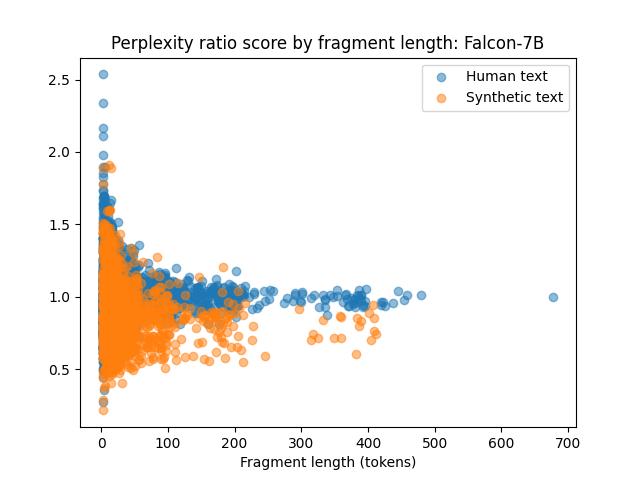 Perplexity ratio score by fragment length: Falcon-7B
Human text
Synthetic text
2.5
2.0
1.5
1.0
0.5
0 100 200 300 400 500 600 700
Fragment length (tokens)